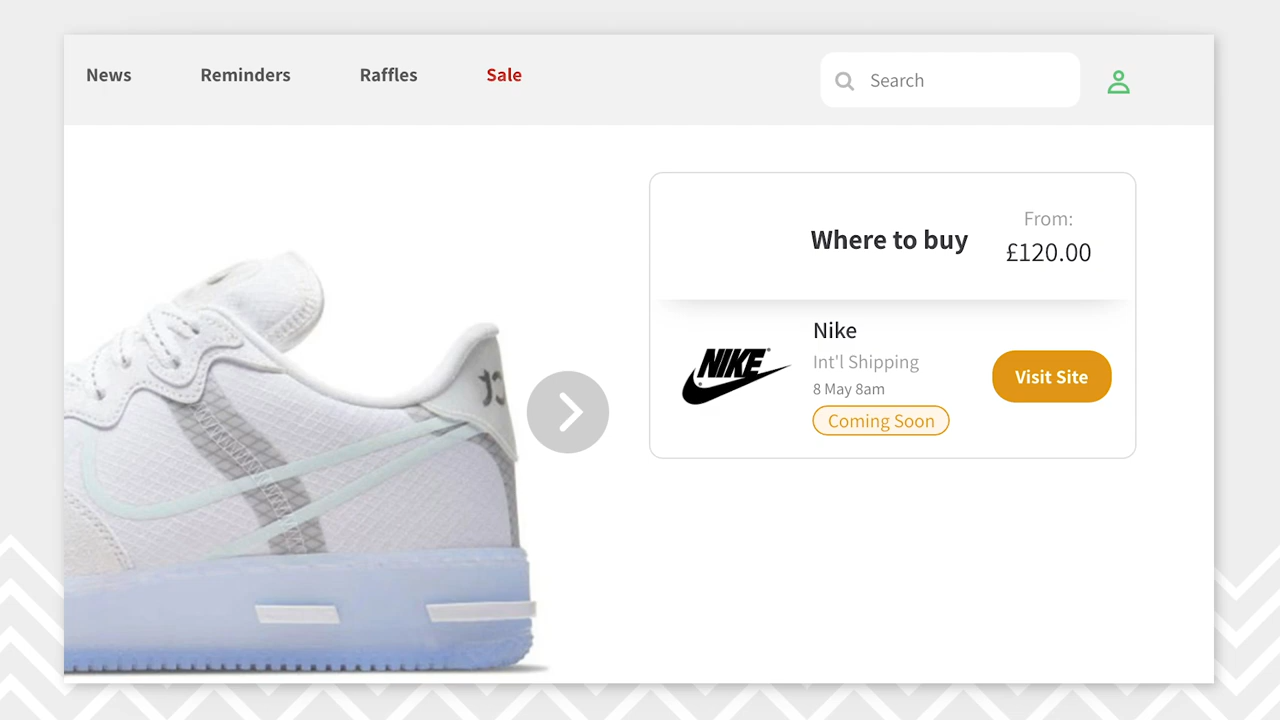 News
Reminders
Raffles
Sale
Search
Where to buy
From:
£120.00
NIKE
Nike
Int'l Shipping
8 May 8am
Coming Soon
Visit Site